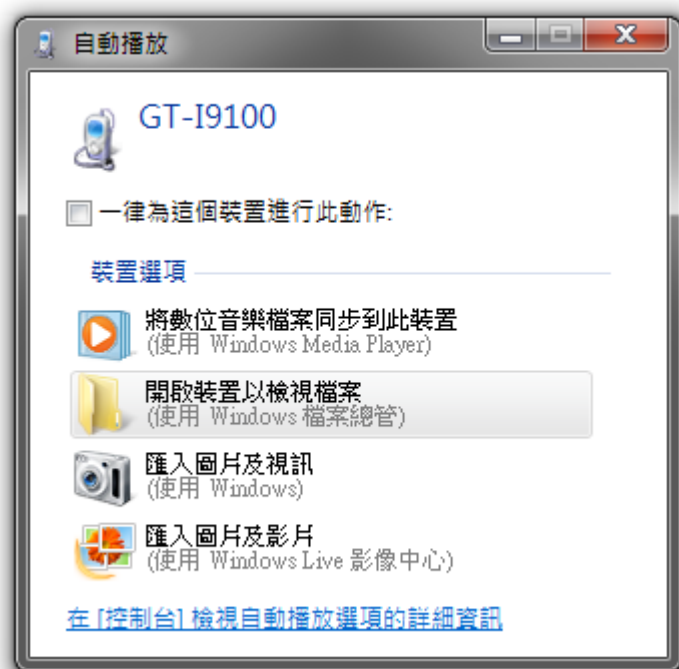 自動播放
GT-I9100
一律為這個裝置進行此動作:
裝置選項
將數位音樂檔案同步到此裝置
(使用 Windows Media Player)
開啟裝置以檢視檔案
(使用 Windows 檔案總管)
匯入圖片及視訊
(使用 Windows)
匯入圖片及影片
(使用 Windows Live 影像中心)
在 [控制台] 檢視自動播放選項的詳細資訊